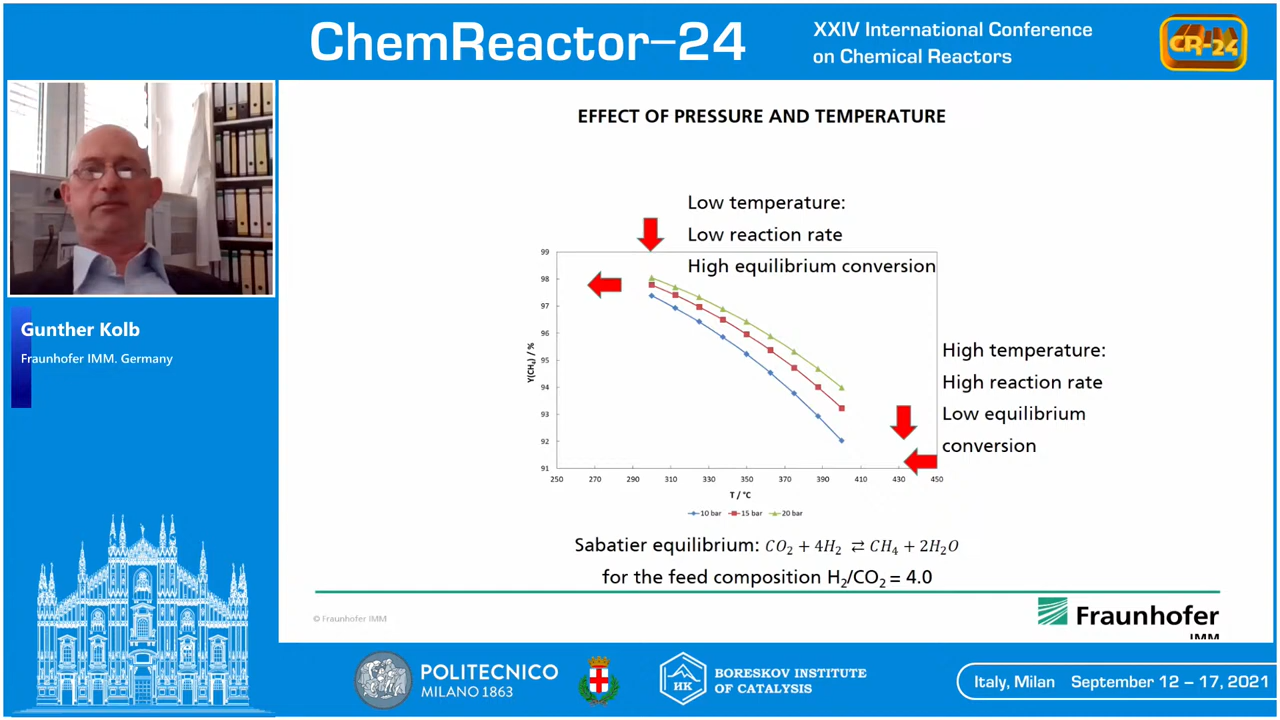 ChemReactor-24
XXIV International Conference
on Chemical Reactors
CR-24
Gunther Kolb
Fraunhofer IMM. Germany
EFFECT OF PRESSURE AND TEMPERATURE
Low temperature:
Low reaction rate
High equilibrium conversion
High temperature:
High reaction rate
Low equilibrium
conversion
99
98
97
96
95
94
93
92
91
Y(CH₄) / %
250 270 290 310 330 350 370 390 410 430 450
T / °C
10 bar 15 bar 20 bar
Sabatier equilibrium: CO₂ + 4H₂ ⇄ CH₄ + 2H₂O
for the feed composition H₂/CO₂ = 4.0
© Fraunhofer IMM
Fraunhofer
IMM
POLITECNICO
MILANO 1863
НК
BORESKOV INSTITUTE
OF CATALYSIS
Italy, Milan September 12 – 17, 2021